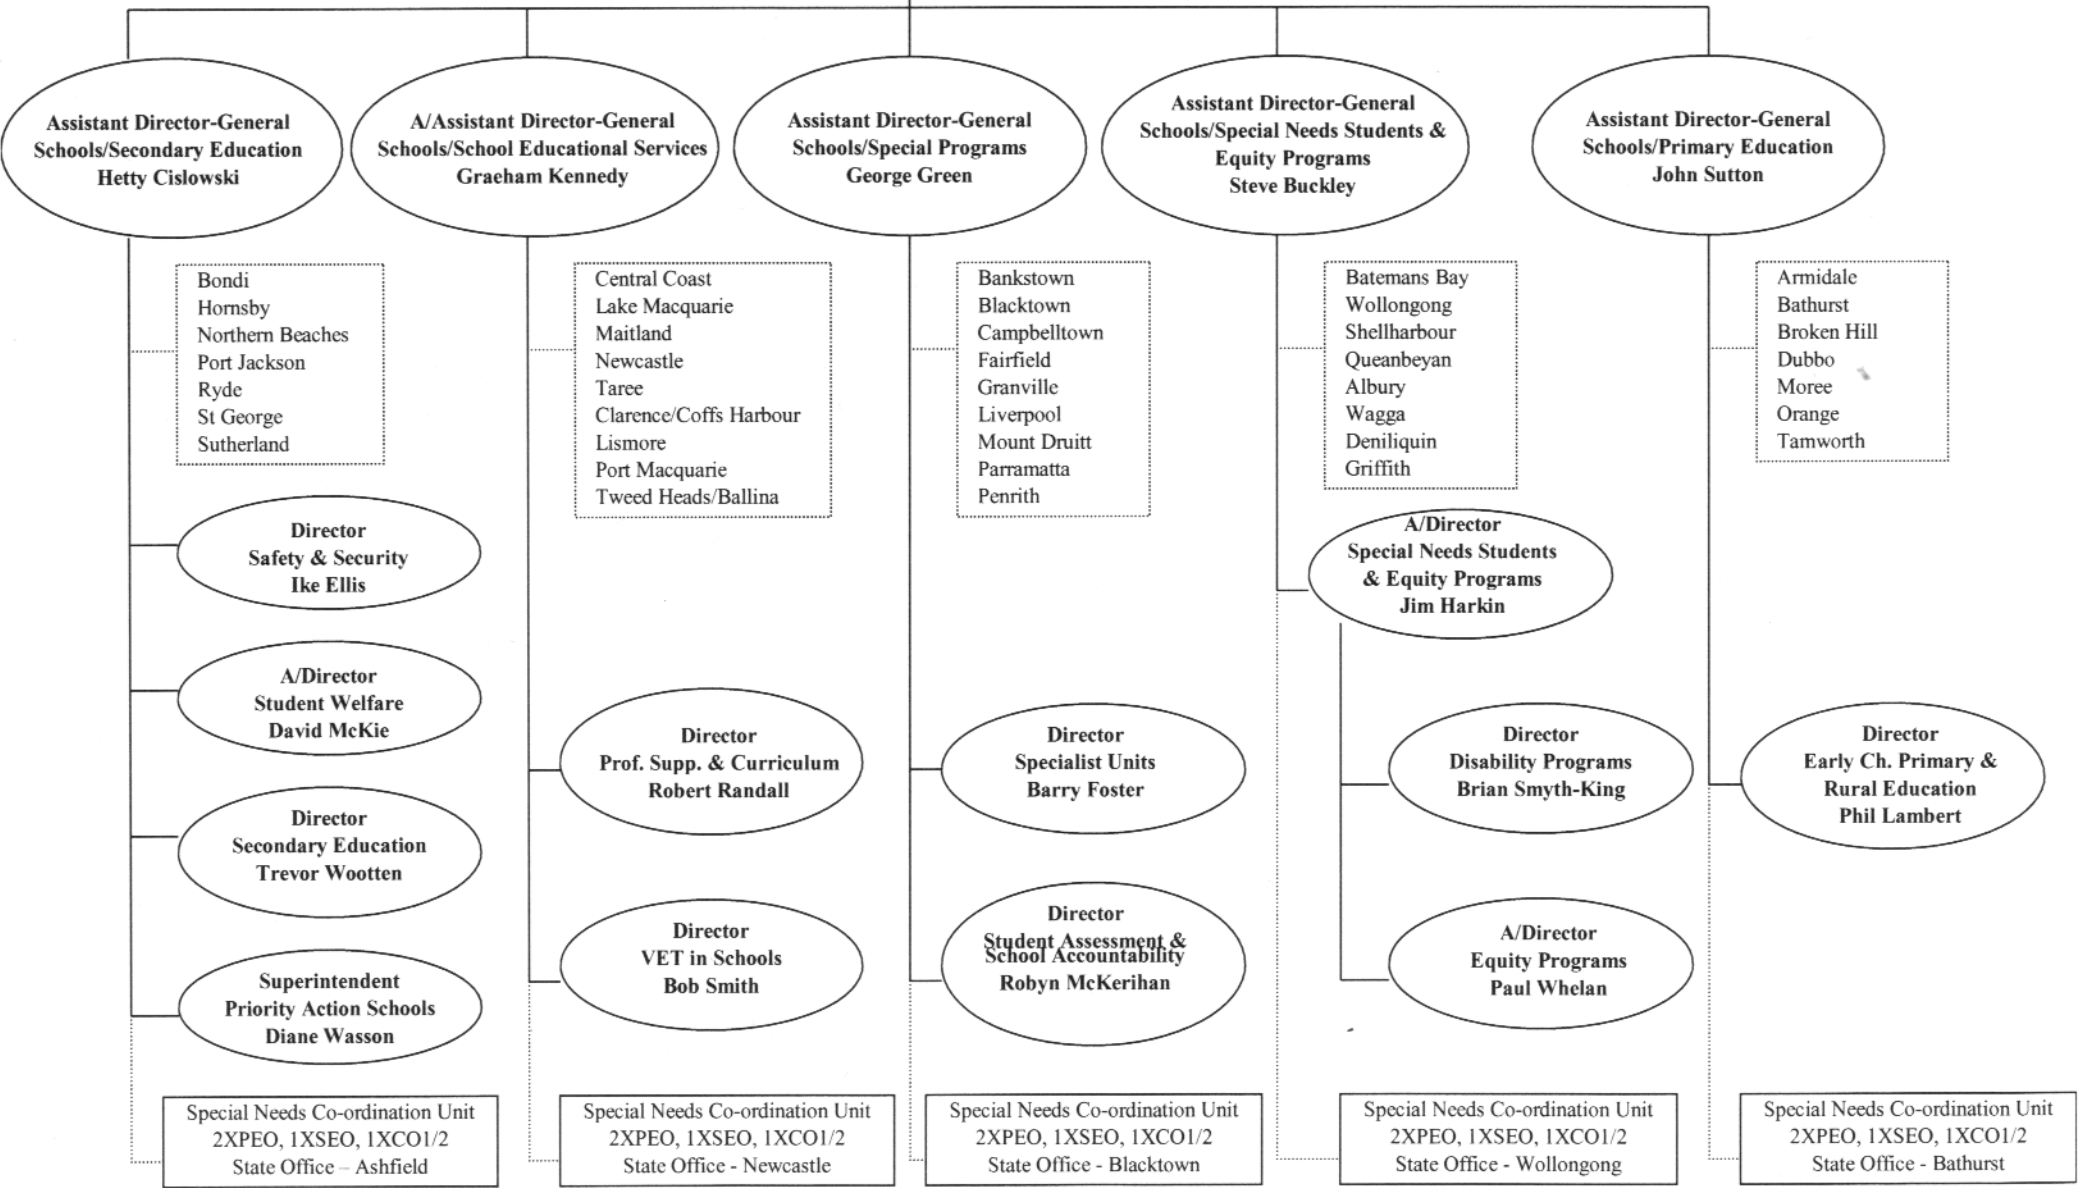 Assistant Director-General
Schools/Secondary Education
Hetty Cislowski
A/Assistant Director-General
Schools/School Educational Services
Graeham Kennedy
Assistant Director-General
Schools/Special Programs
George Green
Assistant Director-General
Schools/Special Needs Students &
Equity Programs
Steve Buckley
Assistant Director-General
Schools/Primary Education
John Sutton
Bondi
Hornsby
Northern Beaches
Port Jackson
Ryde
St George
Sutherland
Central Coast
Lake Macquarie
Maitland
Newcastle
Taree
Clarence/Coffs Harbour
Lismore
Port Macquarie
Tweed Heads/Ballina
Bankstown
Blacktown
Campbelltown
Fairfield
Granville
Liverpool
Mount Druitt
Parramatta
Penrith
Batemans Bay
Wollongong
Shellharbour
Queanbeyan
Albury
Wagga
Deniliquin
Griffith
Armidale
Bathurst
Broken Hill
Dubbo
Moree
Orange
Tamworth
Director
Safety & Security
Ike Ellis
A/Director
Student Welfare
David McKie
Director
Secondary Education
Trevor Wootten
Superintendent
Priority Action Schools
Diane Wasson
Director
Prof. Supp. & Curriculum
Robert Randall
Director
VET in Schools
Bob Smith
Director
Specialist Units
Barry Foster
Director
Student Assessment &
School Accountability
Robyn McKerihan
A/Director
Special Needs Students
& Equity Programs
Jim Harkin
Director
Disability Programs
Brian Smyth-King
A/Director
Equity Programs
Paul Whelan
Director
Early Ch. Primary &
Rural Education
Phil Lambert
Special Needs Co-ordination Unit
2XPEO, 1XSEO, 1XCO1/2
State Office – Ashfield
Special Needs Co-ordination Unit
2XPEO, 1XSEO, 1XCO1/2
State Office - Newcastle
Special Needs Co-ordination Unit
2XPEO, 1XSEO, 1XCO1/2
State Office - Blacktown
Special Needs Co-ordination Unit
2XPEO, 1XSEO, 1XCO1/2
State Office - Wollongong
Special Needs Co-ordination Unit
2XPEO, 1XSEO, 1XCO1/2
State Office - Bathurst